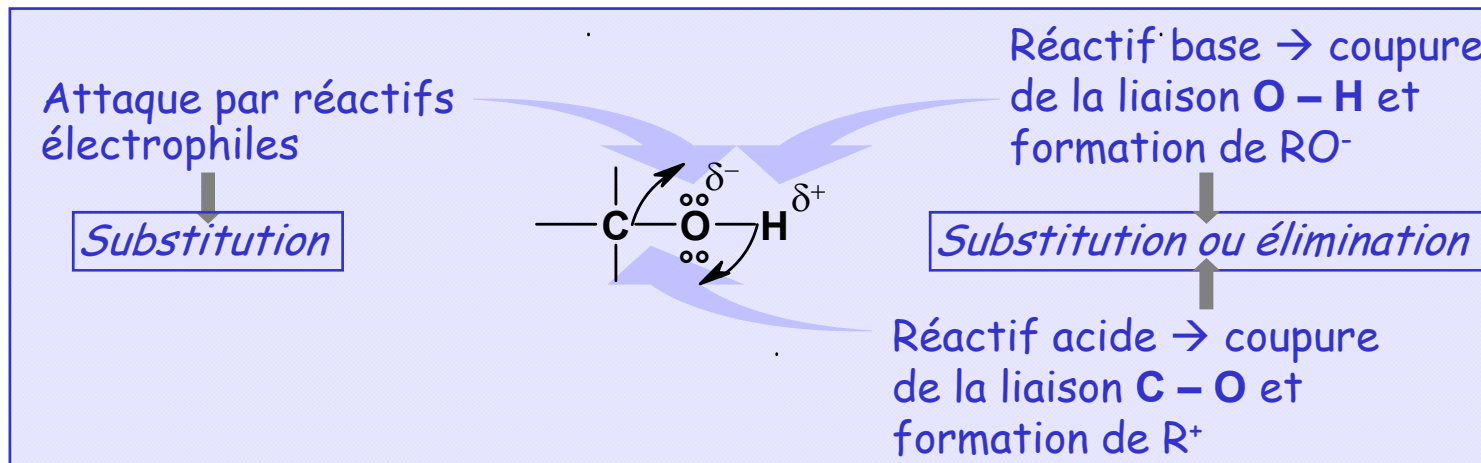 Attaque par réactifs
électrophiles
Substitution
δ−
δ+
C O H
Réactif base → coupure
de la liaison O – H et
formation de RO-
Substitution ou élimination
Réactif acide → coupure
de la liaison C – O et
formation de R+